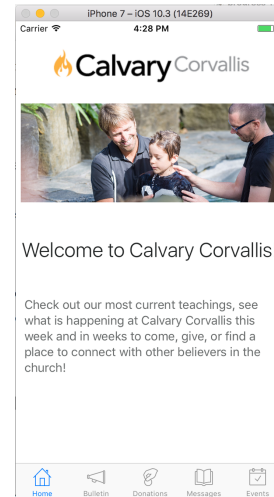 iPhone 7 – iOS 10.3 (14E269)
Carrier 4:28 PM
Calvary Corvallis
Welcome to Calvary Corvallis
Check out our most current teachings, see
what is happening at Calvary Corvallis this
week and in weeks to come, give, or find a
place to connect with other believers in the
church!
Home Bulletin Donations Messages Events